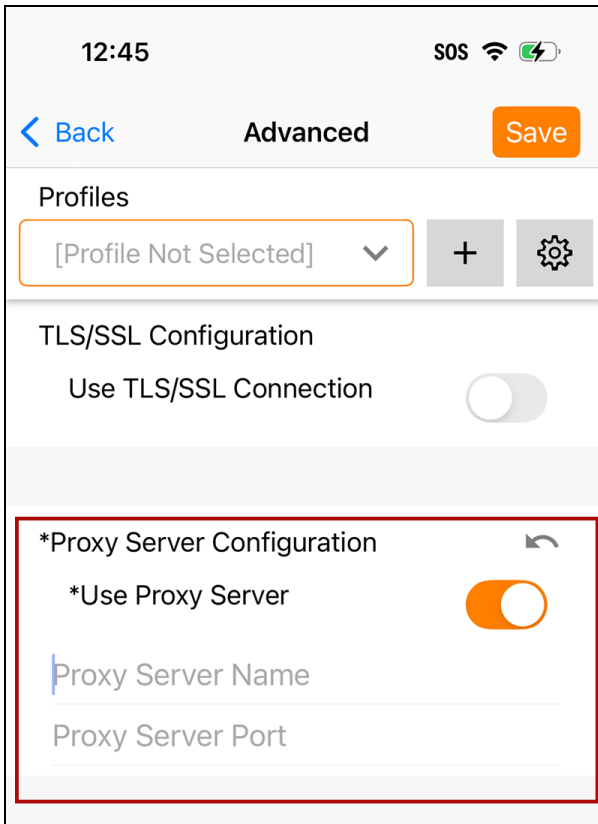 12:45 SOS
Back Advanced Save
Profiles
[Profile Not Selected] +
TLS/SSL Configuration
Use TLS/SSL Connection
*Proxy Server Configuration
*Use Proxy Server
Proxy Server Name
Proxy Server Port